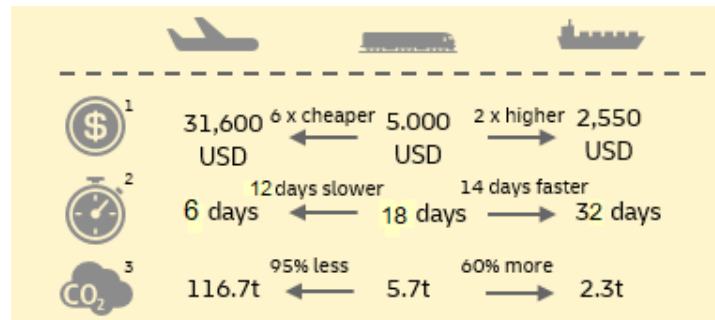 1
$
6 x cheaper 2 x higher
31,600 5.000 2,550
USD USD USD
2
12 days slower 14 days faster
6 days 18 days 32 days
3
95% less 60% more
CO2 116.7t 5.7t 2.3t